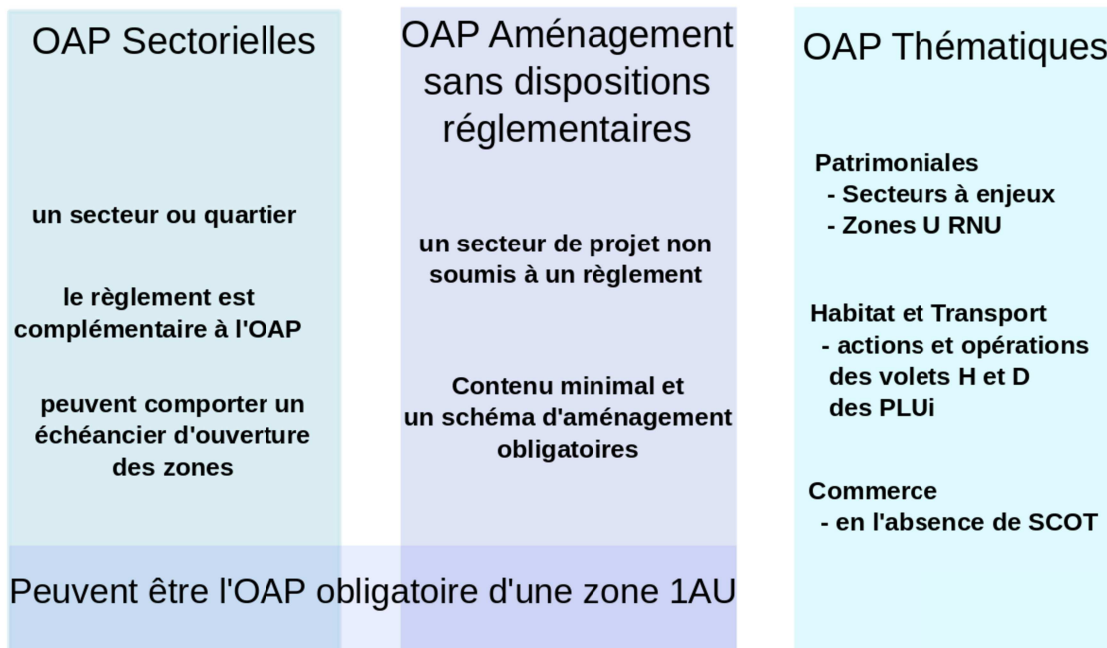 OAP Sectorielles
un secteur ou quartier
le règlement est
complémentaire à l'OAP
peuvent comporter un
échéancier d'ouverture
des zones
OAP Aménagement
sans dispositions
réglementaires
un secteur de projet non
soumis à un règlement
Contenu minimal et
un schéma d'aménagement
obligatoires
Peuvent être l'OAP obligatoire d'une zone 1AU
OAP Thématiques
Patrimoniales
- Secteurs à enjeux
- Zones U RNU
Habitat et Transport
- actions et opérations
des volets H et D
des PLUi
Commerce
- en l'absence de SCOT